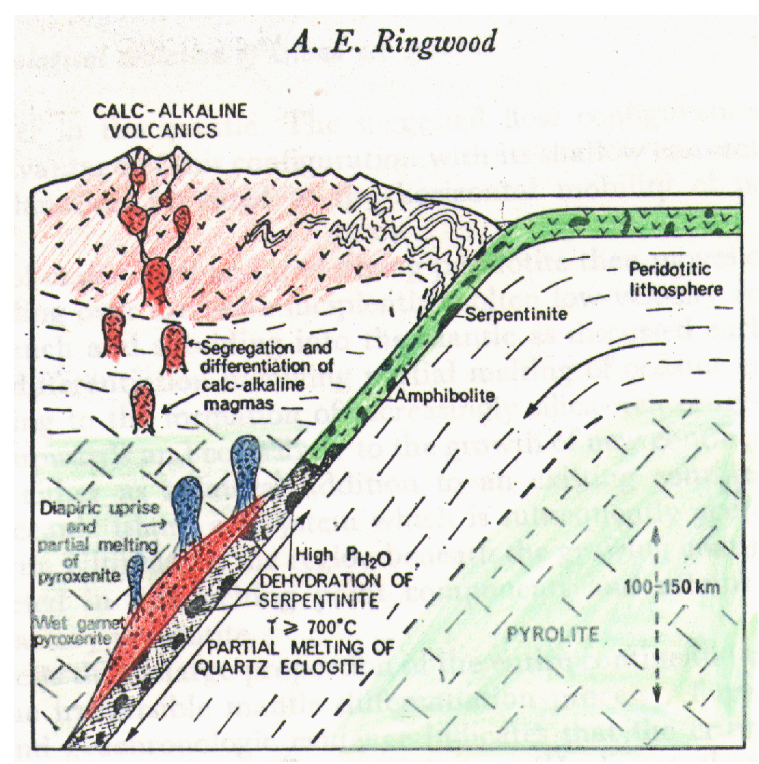 A. E. Ringwood
CALC-ALKALINE
VOLCANICS
Peridotitic
lithosphere
Serpentinite
Segregation and
differentiation of
calc-alkaline
magmas
Amphibolite
Diapiric uprise
and
partial melting
of
pyroxenite
High PH2O
DEHYDRATION OF
SERPENTINITE
100-150 km
Wet garnet
pyroxenite
T ⩾ 700°C
PYROLITE
PARTIAL MELTING OF
QUARTZ ECLOGITE